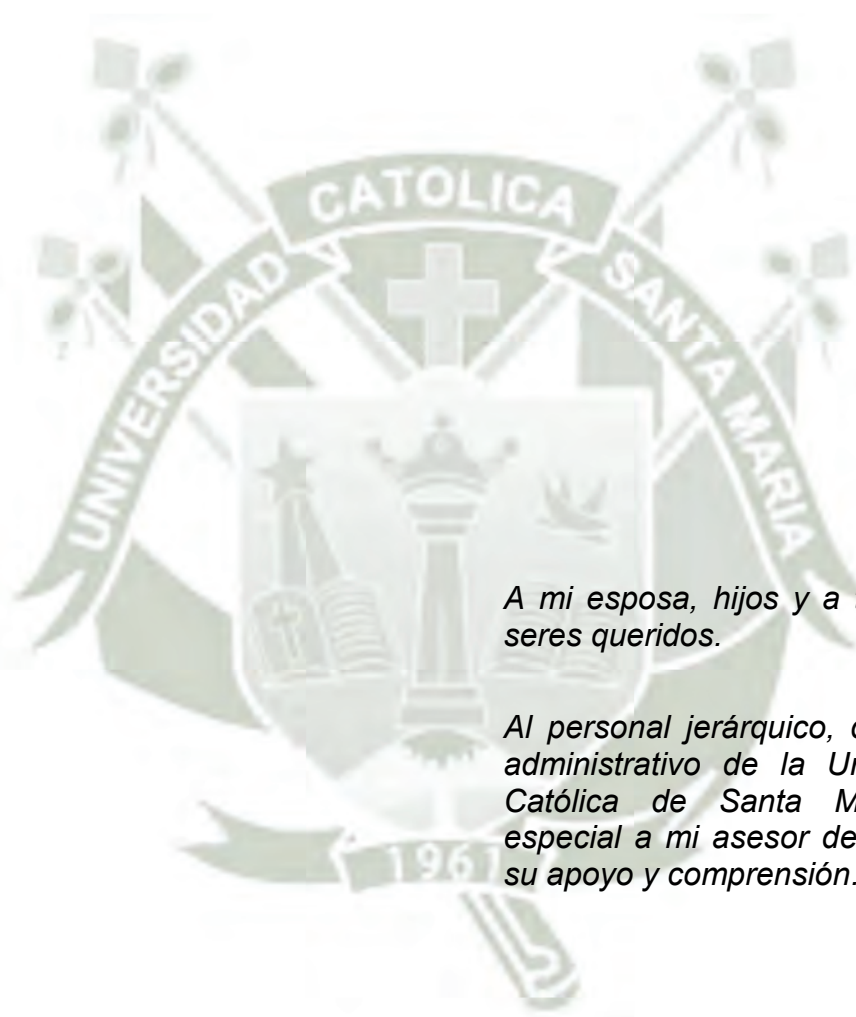 UNIVERSIDAD CATOLICA SANTA MARIA
A mi esposa, hijos y a
seres queridos.
Al personal jerárquico,
administrativo de la
Católica de Santa
especial a mi asesor de
su apoyo y comprensión.
1961